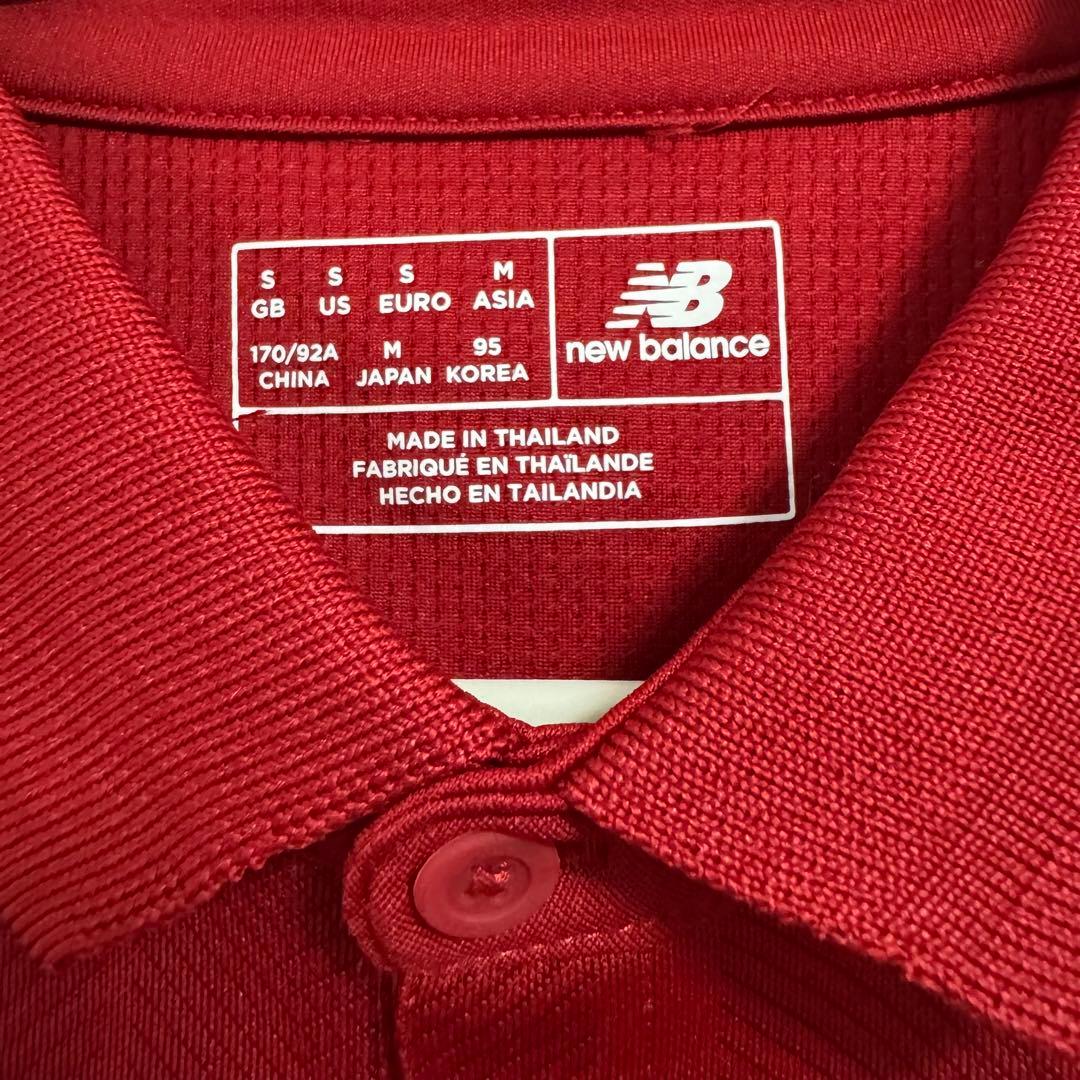 S S S M
GB US EURO ASIA
170/92A M 95
CHINA JAPAN KOREA
NB
new balance
MADE IN THAILAND
FABRIQUÉ EN THAÏLANDE
HECHO EN TAILANDIA